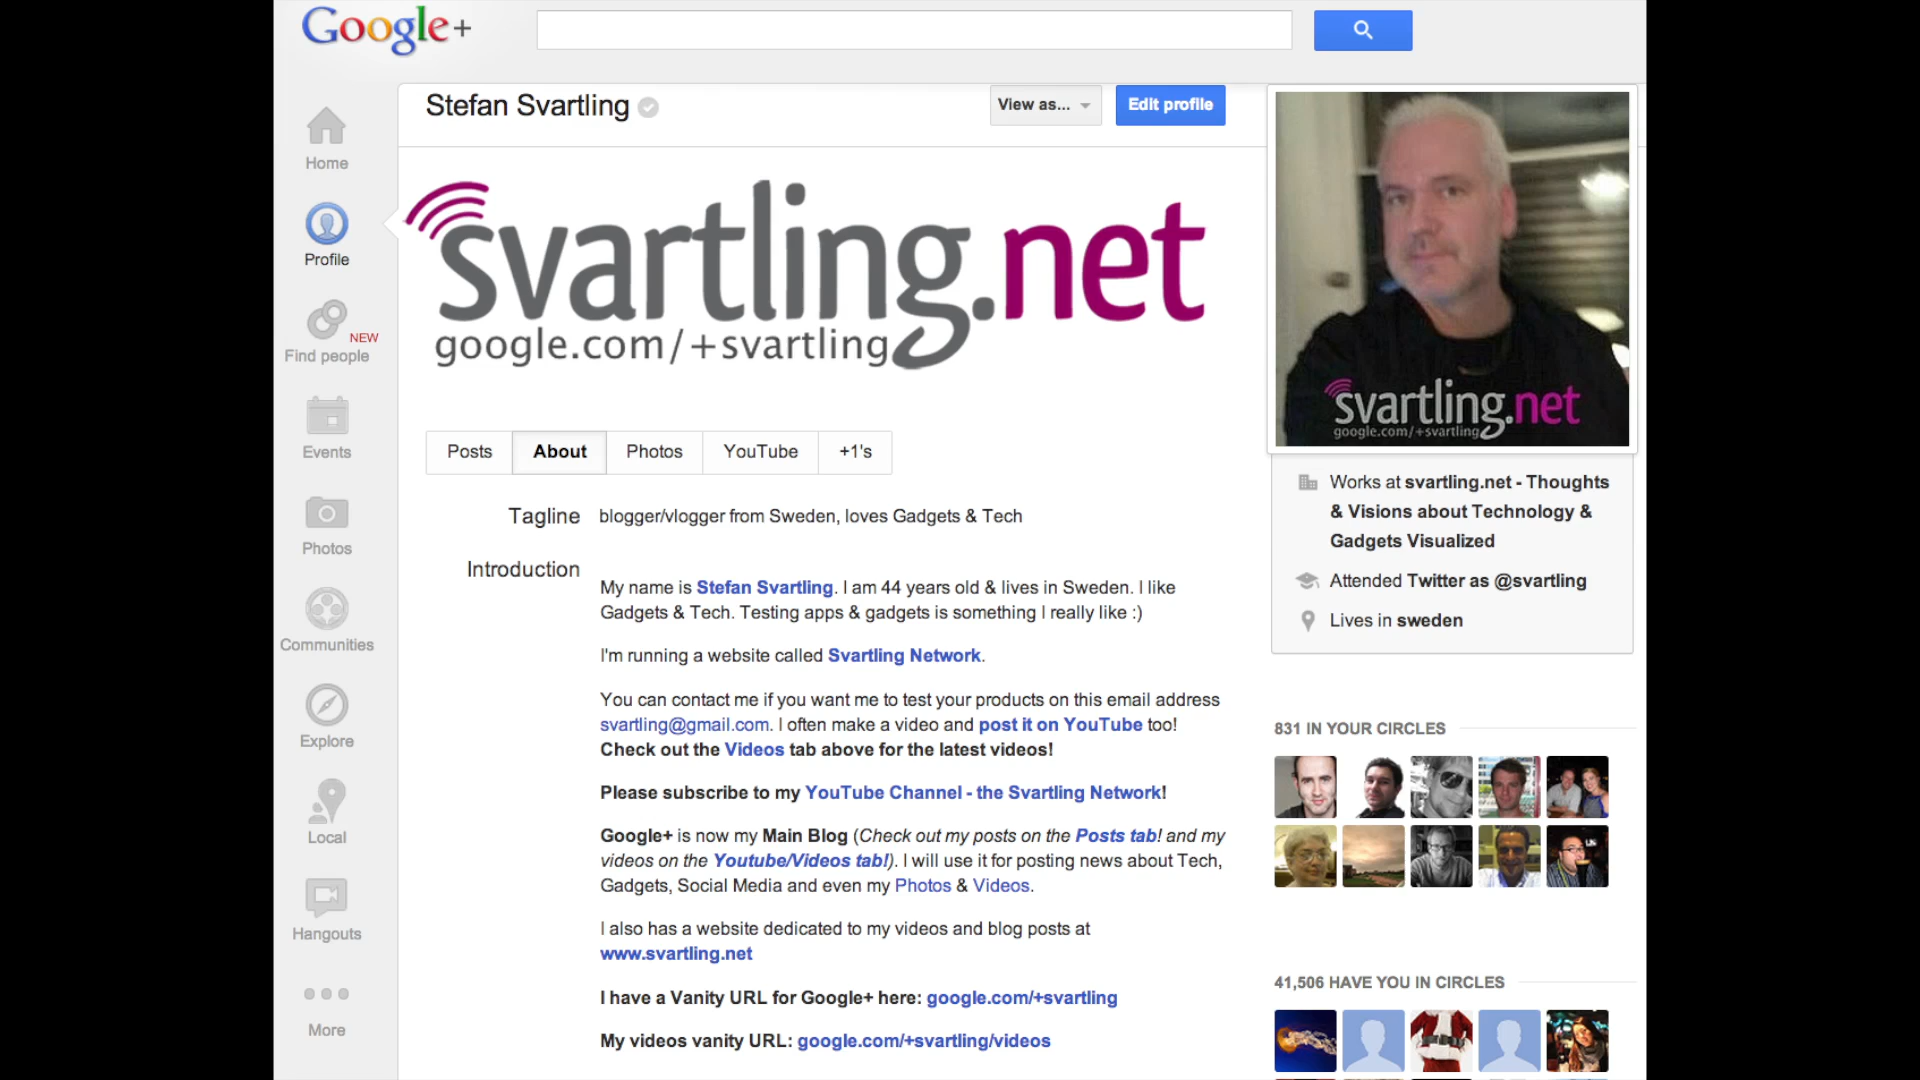 Google+
Stefan Svartling
View as...
Edit profile
Home
Profile
Find people
NEW
Events
Photos
Communities
Explore
Local
Hangouts
More
svartling.net
google.com/+svartling
Posts
About
Photos
YouTube
+1's
Tagline
blogger/vlogger from Sweden, loves Gadgets & Tech
Introduction
My name is Stefan Svartling. I am 44 years old & lives in Sweden. I like
Gadgets & Tech. Testing apps & gadgets is something I really like :)
I'm running a website called Svartling Network.
You can contact me if you want me to test your products on this email address
svartling@gmail.com. I often make a video and post it on YouTube too!
Check out the Videos tab above for the latest videos!
Please subscribe to my YouTube Channel - the Svartling Network!
Google+ is now my Main Blog (Check out my posts on the Posts tab! and my
videos on the Youtube/Videos tab!). I will use it for posting news about Tech,
Gadgets, Social Media and even my Photos & Videos.
I also has a website dedicated to my videos and blog posts at
www.svartling.net
I have a Vanity URL for Google+ here: google.com/+svartling
My videos vanity URL: google.com/+svartling/videos
svartling.net
google.com/+svartling
Works at svartling.net - Thoughts
& Visions about Technology &
Gadgets Visualized
Attended Twitter as @svartling
Lives in sweden
831 IN YOUR CIRCLES
41,506 HAVE YOU IN CIRCLES